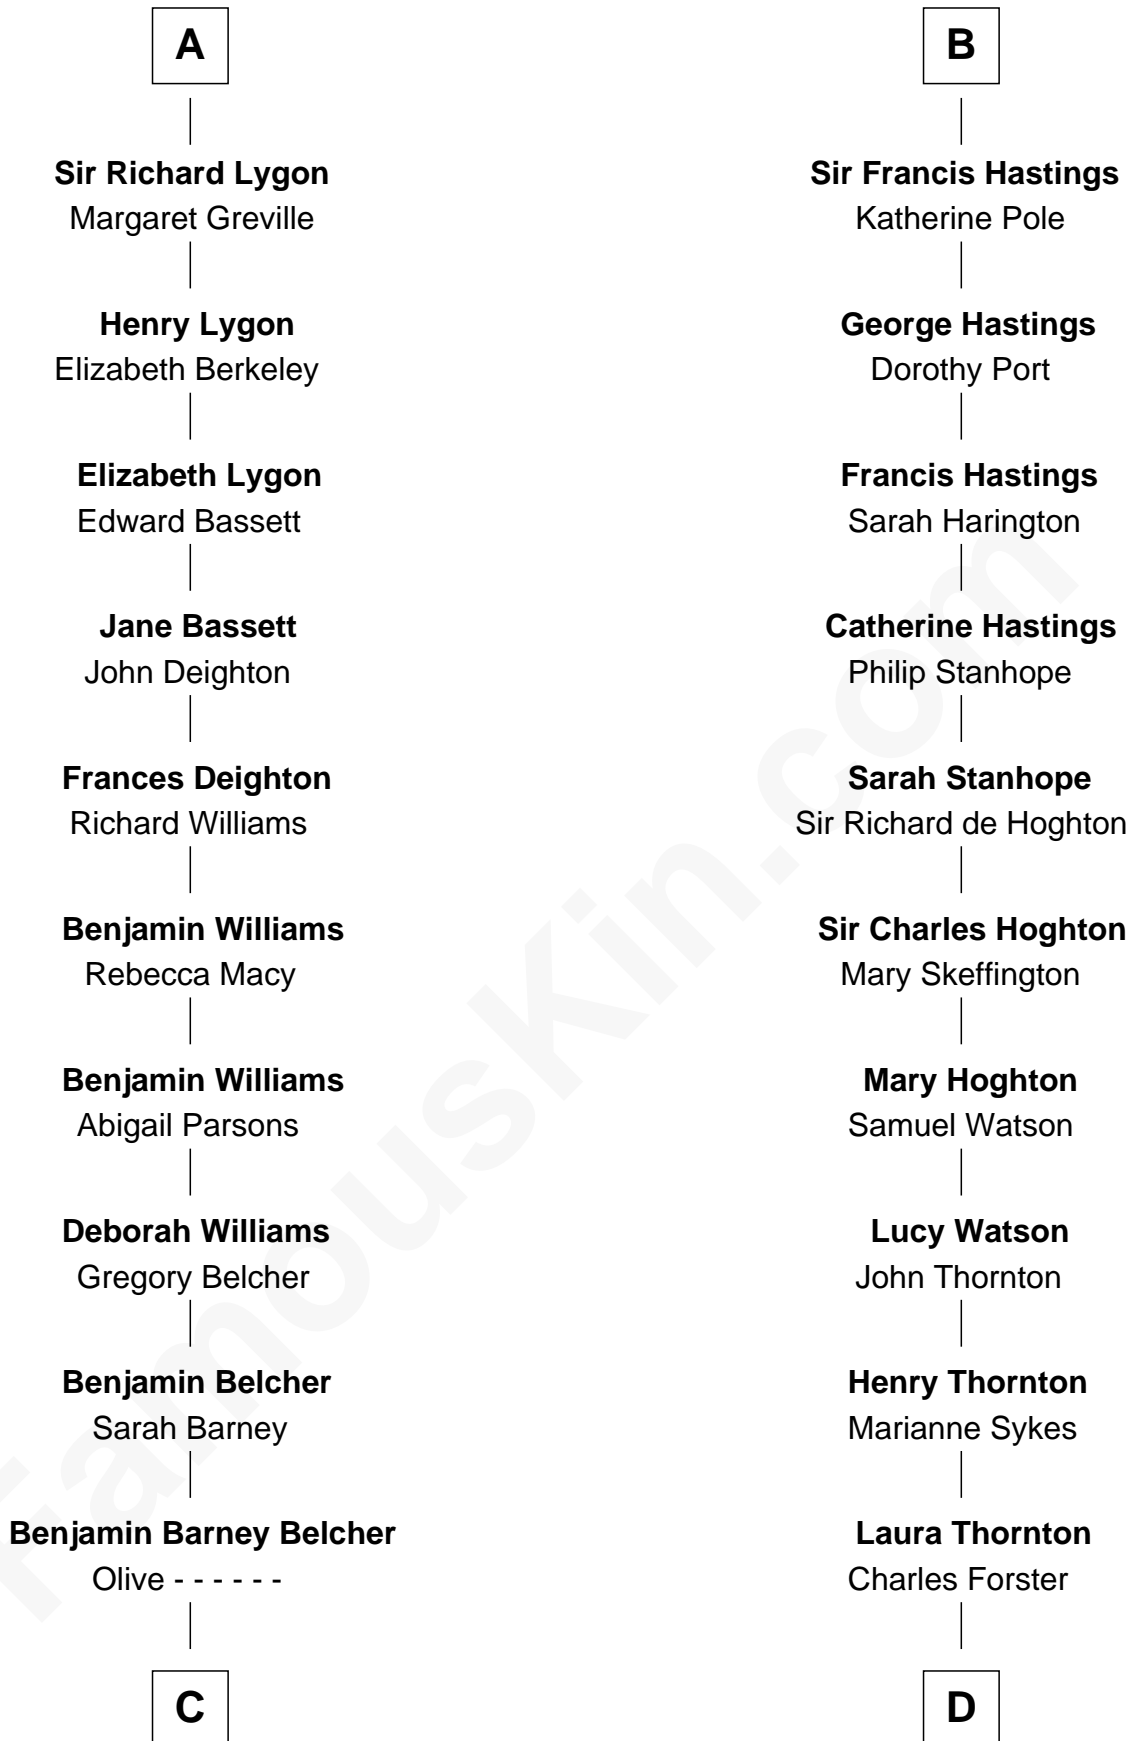 A
Sir Richard Lygon
Margaret Greville
Henry Lygon
Elizabeth Berkeley
Elizabeth Lygon
Edward Bassett
Jane Bassett
John Deighton
Frances Deighton
Richard Williams
Benjamin Williams
Rebecca Macy
Benjamin Williams
Abigail Parsons
Deborah Williams
Gregory Belcher
Benjamin Belcher
Sarah Barney
Benjamin Barney Belcher
Olive - - - - - -
C
B
Sir Francis Hastings
Katherine Pole
George Hastings
Dorothy Port
Francis Hastings
Sarah Harington
Catherine Hastings
Philip Stanhope
Sarah Stanhope
Sir Richard de Hoghton
Sir Charles Hoghton
Mary Skeffington
Mary Hoghton
Samuel Watson
Lucy Watson
John Thornton
Henry Thornton
Marianne Sykes
Laura Thornton
Charles Forster
D
FamousKin.com